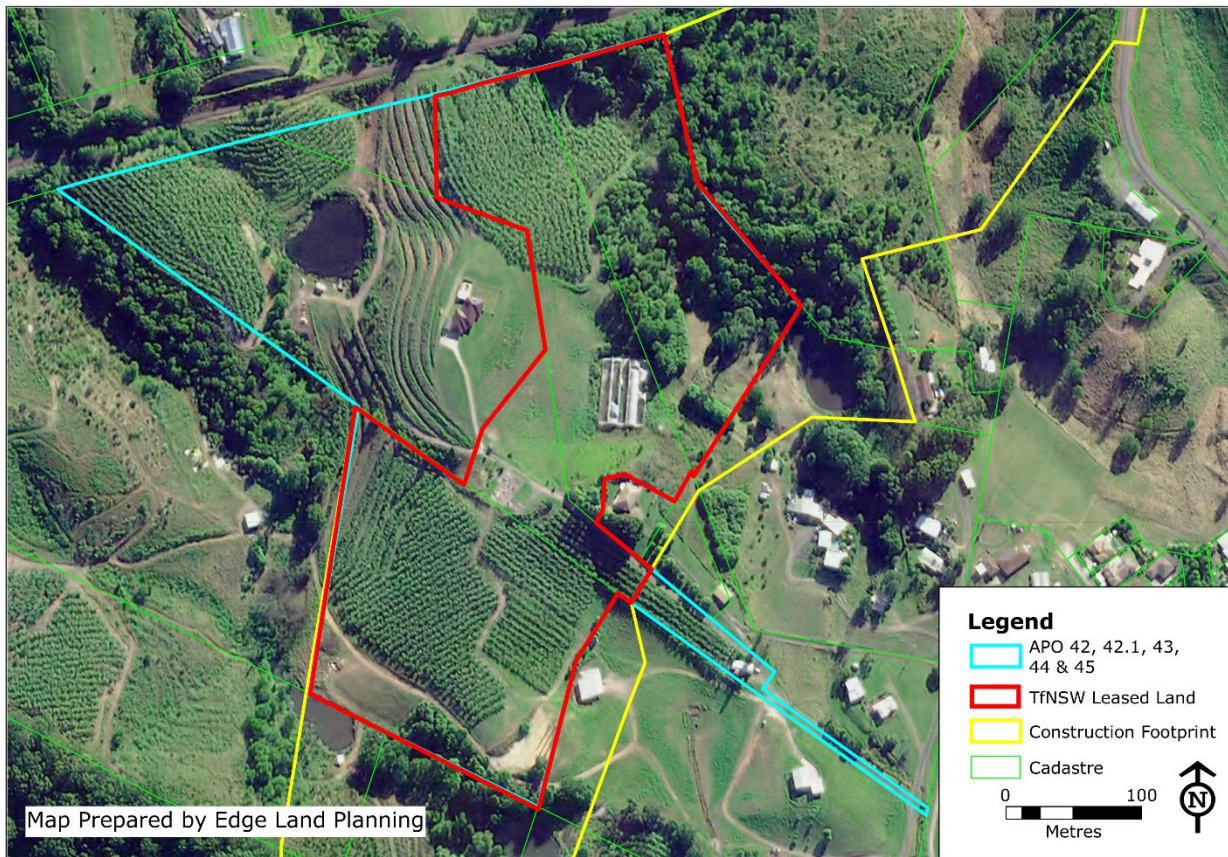 Legend
APO 42, 42.1, 43,
44 & 45
TfNSW Leased Land
Construction Footprint
Cadastre
0 100
Metres
N
Map Prepared by Edge Land Planning